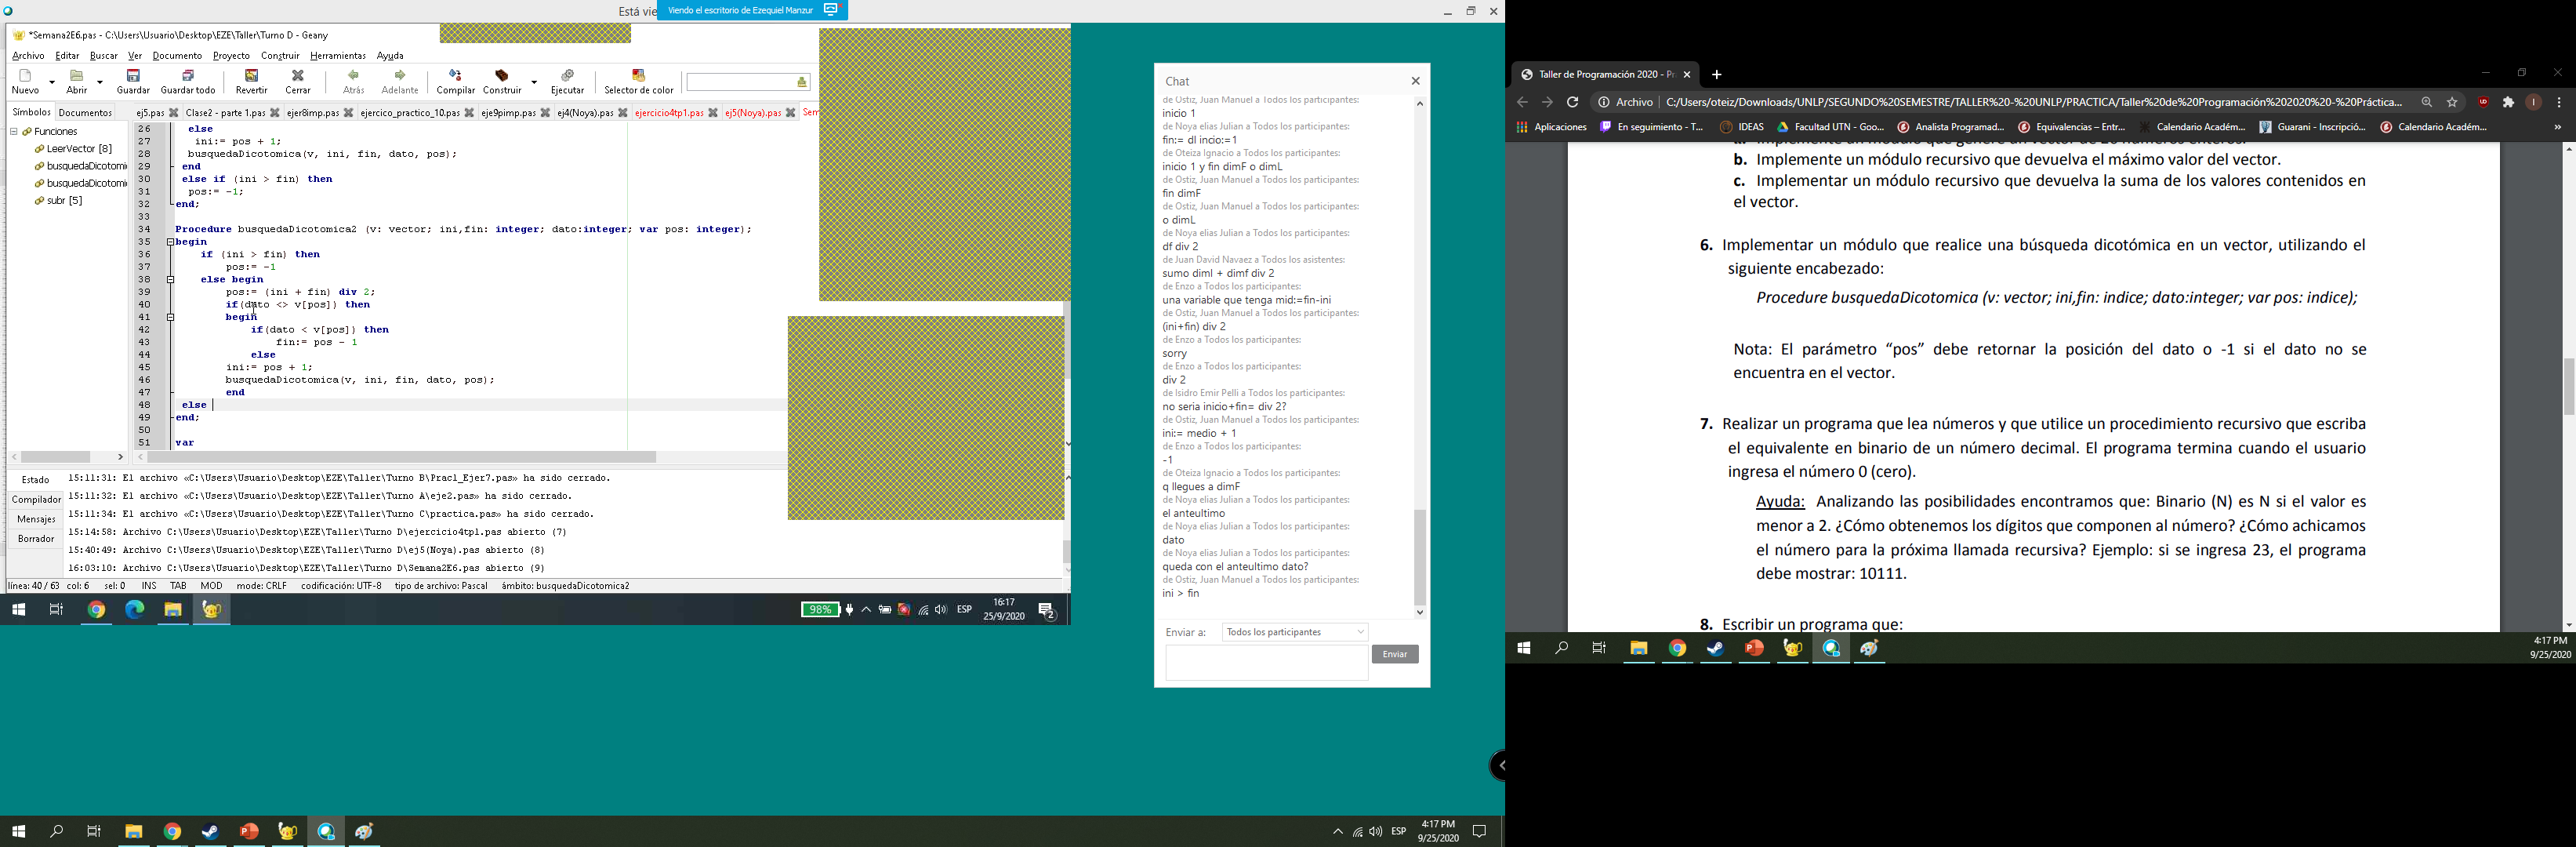 Está vie
Viendo el escritorio de Ezequiel Manzur
*Semana2E6.pas - C:\Users\Usuario\Desktop\EZE\Taller\Turno D - Geany
Archivo Editar Buscar Ver Documento Proyecto Construir Herramientas Ayuda
Nuevo Abrir Guardar Guardar todo Revertir Cerrar Atrás Adelante Compilar Construir Ejecutar Selector de color
Símbolos Documentos
ej5.pas Clase2 - parte 1.pas ejer8imp.pas ejercico_practico_10.pas eje9pimp.pas ej4(Noya).pas ejercicio4tp1.pas ej5(Noya).pas Sem
Funciones
LeerVector [8]
busquedaDicotomi
busquedaDicotomi
subr [5]
26 else
27 ini:= pos + 1;
28 busquedaDicotomica(v, ini, fin, dato, pos);
29 end
30 else if (ini > fin) then
31 pos:= -1;
32 end;
33
34 Procedure busquedaDicotomica2 (v: vector; ini,fin: integer; dato:integer; var pos: integer);
35 begin
36 if (ini > fin) then
37 pos:= -1
38 else begin
39 pos:= (ini + fin) div 2;
40 if(dato <> v[pos]) then
41 begin
42 if(dato < v[pos]) then
43 fin:= pos - 1
44 else
45 ini:= pos + 1;
46 busquedaDicotomica(v, ini, fin, dato, pos);
47 end
48 else
49 end;
50
51 var
Estado
Compilador
Mensajes
Borrador
15:11:31: El archivo «C:\Users\Usuario\Desktop\EZE\Taller\Turno B\Prac1_Ejer7.pas» ha sido cerrado.
15:11:32: El archivo «C:\Users\Usuario\Desktop\EZE\Taller\Turno A\eje2.pas» ha sido cerrado.
15:11:34: El archivo «C:\Users\Usuario\Desktop\EZE\Taller\Turno C\practica.pas» ha sido cerrado.
15:14:58: Archivo C:\Users\Usuario\Desktop\EZE\Taller\Turno D\ejercicio4tp1.pas abierto (7)
15:40:49: Archivo C:\Users\Usuario\Desktop\EZE\Taller\Turno D\ej5(Noya).pas abierto (8)
16:03:10: Archivo C:\Users\Usuario\Desktop\EZE\Taller\Turno D\Semana2E6.pas abierto (9)
línea: 40 / 63 col: 6 sel: 0 INS TAB MOD mode: CRLF codificación: UTF-8 tipo de archivo: Pascal ámbito: busquedaDicotomica2
98% ESP 16:17
25/9/2020
2
Chat
de Ostiz, Juan Manuel a Todos los participantes:
inicio 1
de Noya elias Julian a Todos los participantes:
fin:= dl incio:=1
de Oteiza Ignacio a Todos los participantes:
inicio 1 y fin dimF o dimL
de Ostiz, Juan Manuel a Todos los participantes:
fin dimF
de Ostiz, Juan Manuel a Todos los participantes:
o dimL
de Noya elias Julian a Todos los participantes:
df div 2
de Juan David Navaez a Todos los asistentes:
sumo diml + dimf div 2
de Enzo a Todos los participantes:
una variable que tenga mid:=fin-ini
de Ostiz, Juan Manuel a Todos los participantes:
(ini+fin) div 2
de Enzo a Todos los participantes:
sorry
de Enzo a Todos los participantes:
div 2
de Isidro Emir Pelli a Todos los participantes:
no seria inicio+fin= div 2?
de Ostiz, Juan Manuel a Todos los participantes:
ini:= medio + 1
de Enzo a Todos los participantes:
-1
de Oteiza Ignacio a Todos los participantes:
q llegues a dimF
de Noya elias Julian a Todos los participantes:
el anteultimo
de Noya elias Julian a Todos los participantes:
dato
de Noya elias Julian a Todos los participantes:
queda con el anteultimo dato?
de Ostiz, Juan Manuel a Todos los participantes:
ini > fin
Enviar a: Todos los participantes
Enviar
ESP 4:17 PM
9/25/2020
Taller de Programación 2020 - Pr
Archivo C:/Users/oteiz/Downloads/UNLP/SEGUNDO%20SEMESTRE/TALLER%20-%20UNLP/PRACTICA/Taller%20de%20Programación%202020%20-%20Práctica...
Aplicaciones En seguimiento - T... IDEAS Facultad UTN - Goo... Analista Programad... Equivalencias – Entr... Calendario Académ... Guarani - Inscripció... Calendario Académ... »
a. Implemente un módulo que genere un vector de 20 números enteros.
b. Implemente un módulo recursivo que devuelva el máximo valor del vector.
c. Implementar un módulo recursivo que devuelva la suma de los valores contenidos en
el vector.
6. Implementar un módulo que realice una búsqueda dicotómica en un vector, utilizando el
siguiente encabezado:
Procedure busquedaDicotomica (v: vector; ini,fin: indice; dato:integer; var pos: indice);
Nota: El parámetro “pos” debe retornar la posición del dato o -1 si el dato no se
encuentra en el vector.
7. Realizar un programa que lea números y que utilice un procedimiento recursivo que escriba
el equivalente en binario de un número decimal. El programa termina cuando el usuario
ingresa el número 0 (cero).
Ayuda: Analizando las posibilidades encontramos que: Binario (N) es N si el valor es
menor a 2. ¿Cómo obtenemos los dígitos que componen al número? ¿Cómo achicamos
el número para la próxima llamada recursiva? Ejemplo: si se ingresa 23, el programa
debe mostrar: 10111.
8. Escribir un programa que:
4:17 PM
9/25/2020